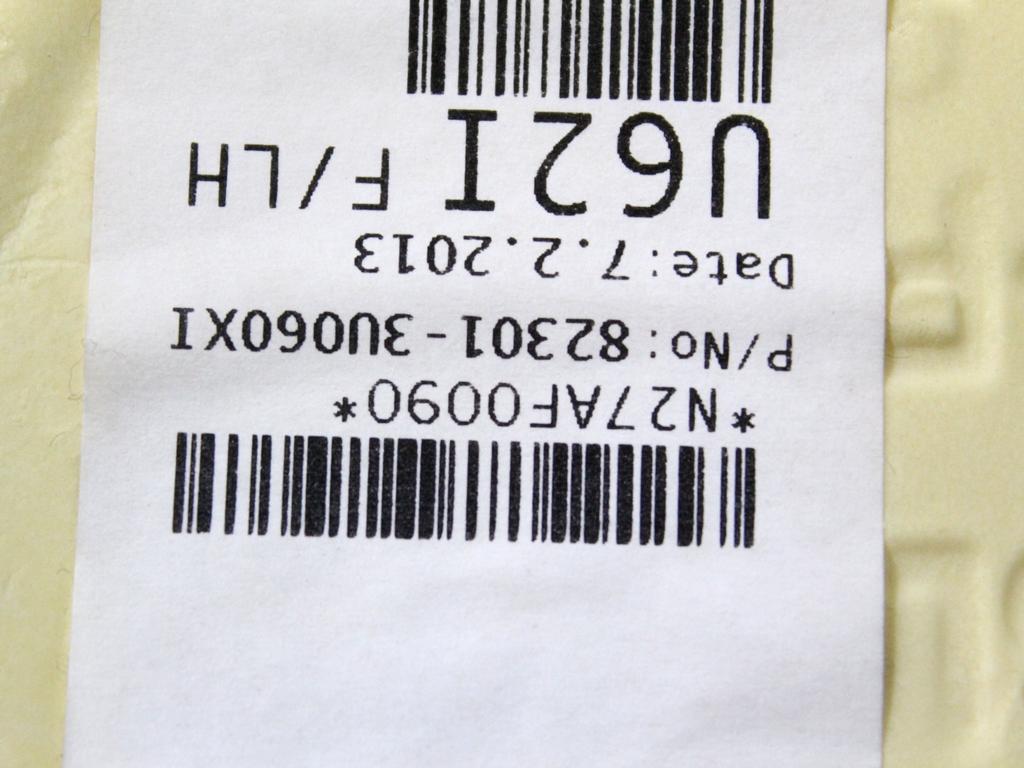 *N27AF0090*
P/No: 82301-3U060XI
Date:7.2.2013
U62I F/LH